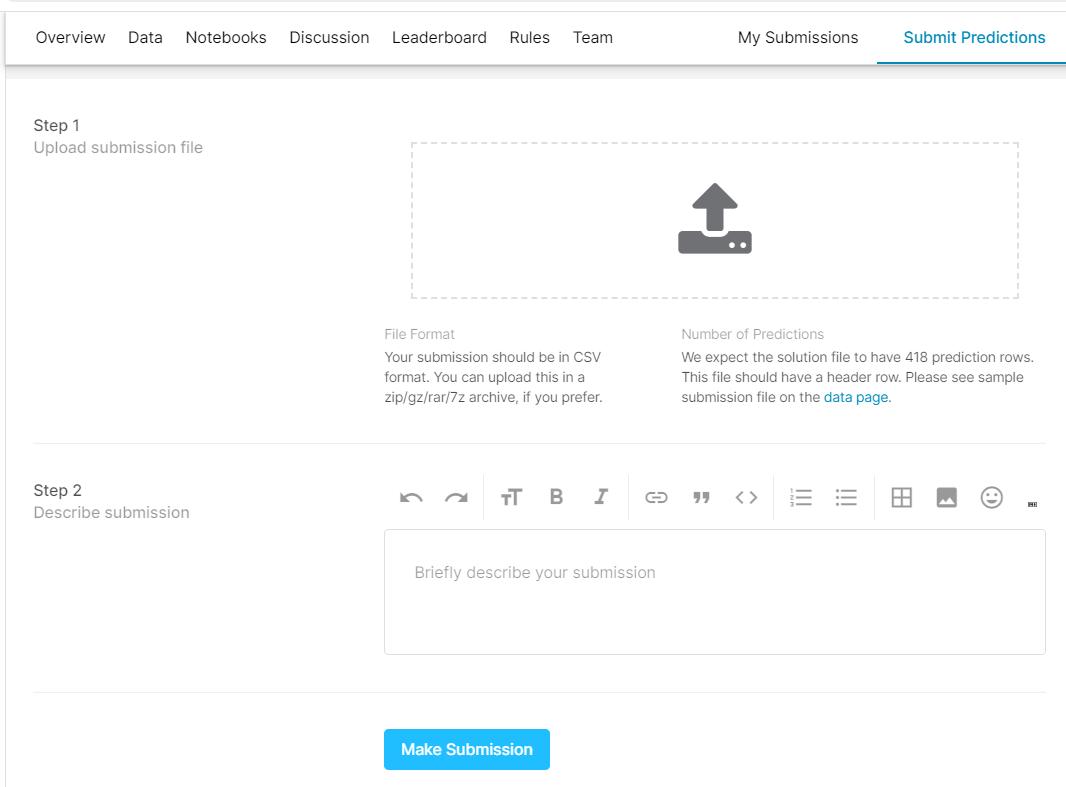 Overview Data Notebooks Discussion Leaderboard Rules Team My Submissions Submit Predictions
Step 1
Upload submission file
File Format
Your submission should be in CSV
format. You can upload this in a
zip/gz/rar/7z archive, if you prefer.
Number of Predictions
We expect the solution file to have 418 prediction rows.
This file should have a header row. Please see sample
submission file on the data page.
Step 2
Describe submission
Briefly describe your submission
Make Submission